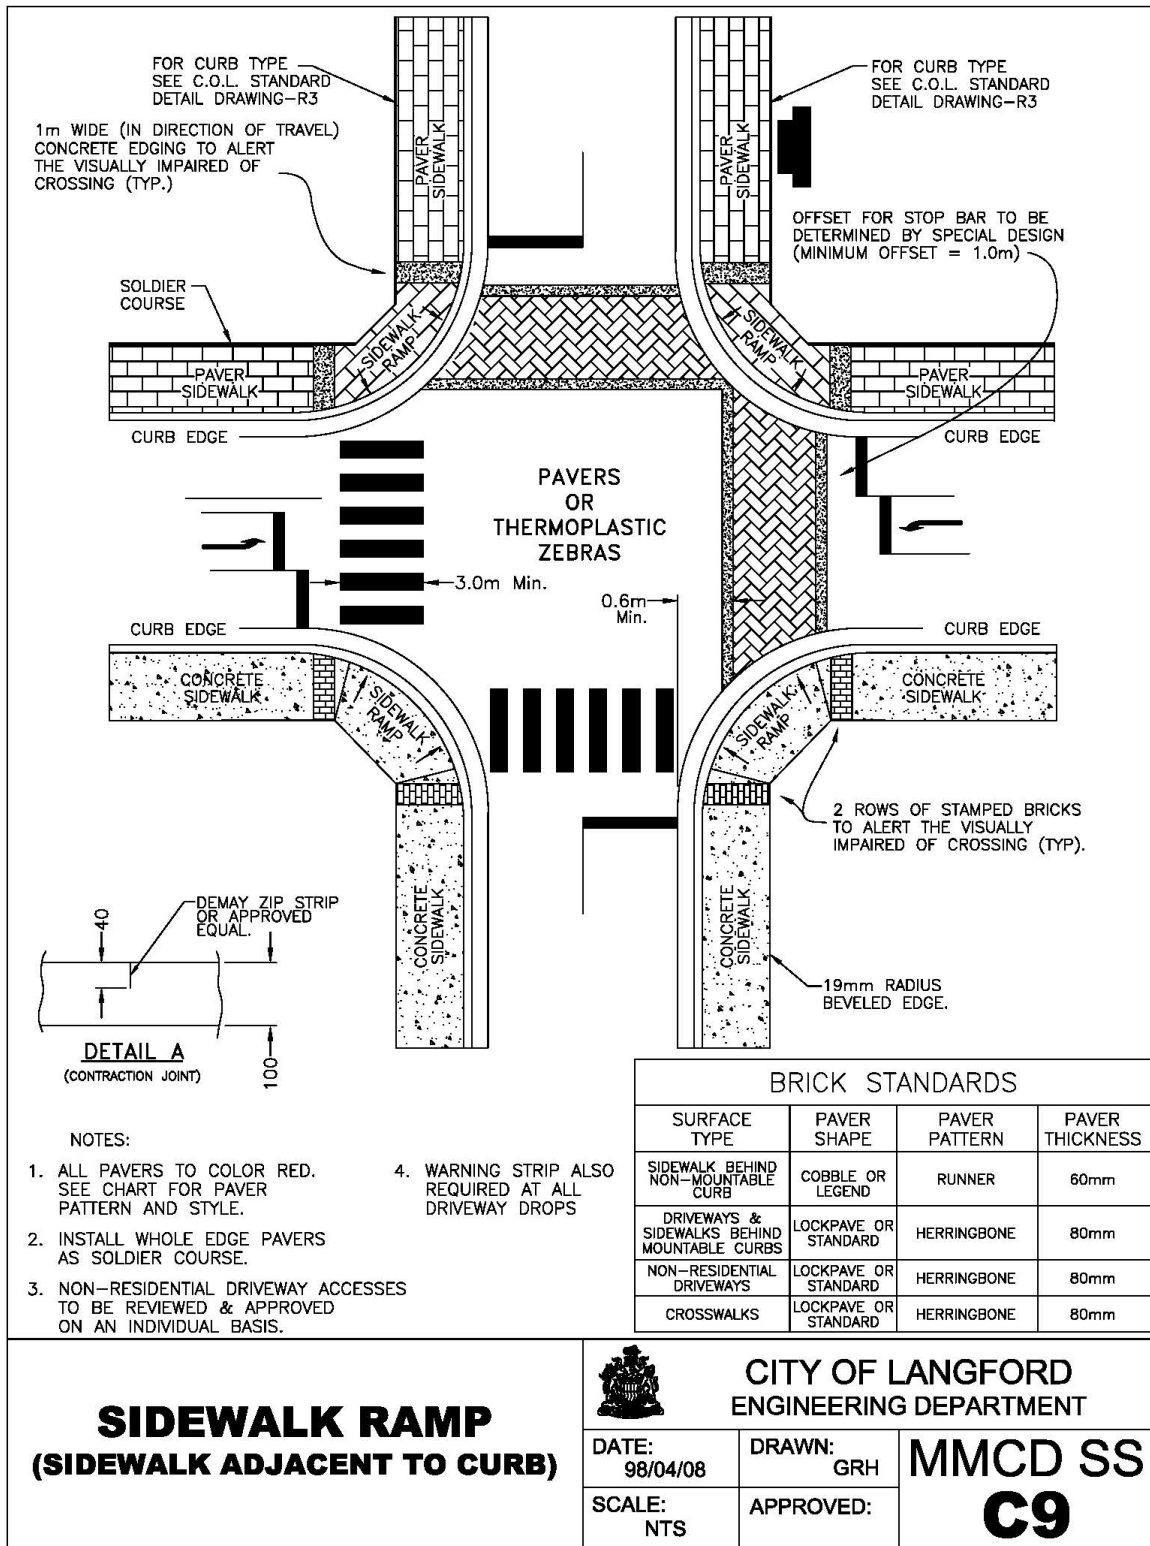 FOR CURB TYPE
SEE C.O.L. STANDARD
DETAIL DRAWING-R3
1m WIDE (IN DIRECTION OF TRAVEL)
CONCRETE EDGING TO ALERT
THE VISUALLY IMPAIRED OF
CROSSING (TYP.)
SOLDIER
COURSE
PAVER
SIDEWALK
PAVER
SIDEWALK
FOR CURB TYPE
SEE C.O.L. STANDARD
DETAIL DRAWING-R3
OFFSET FOR STOP BAR TO BE
DETERMINED BY SPECIAL DESIGN
(MINIMUM OFFSET = 1.0m)
SIDEWALK
RAMP
SIDEWALK
RAMP
PAVER
SIDEWALK
PAVER
SIDEWALK
CURB EDGE
CURB EDGE
PAVERS
OR
THERMOPLASTIC
ZEBRAS
3.0m Min.
0.6m
Min.
CURB EDGE
CURB EDGE
CONCRETE
SIDEWALK
SIDEWALK
RAMP
SIDEWALK
RAMP
CONCRETE
SIDEWALK
2 ROWS OF STAMPED BRICKS
TO ALERT THE VISUALLY
IMPAIRED OF CROSSING (TYP).
CONCRETE
SIDEWALK
CONCRETE
SIDEWALK
19mm RADIUS
BEVELED EDGE.
DEMAY ZIP STRIP
OR APPROVED
EQUAL.
40
100
DETAIL A
(CONTRACTION JOINT)
NOTES:
1. ALL PAVERS TO COLOR RED.
SEE CHART FOR PAVER
PATTERN AND STYLE.
2. INSTALL WHOLE EDGE PAVERS
AS SOLDIER COURSE.
3. NON-RESIDENTIAL DRIVEWAY ACCESSES
TO BE REVIEWED & APPROVED
ON AN INDIVIDUAL BASIS.
4. WARNING STRIP ALSO
REQUIRED AT ALL
DRIVEWAY DROPS
BRICK STANDARDS
SURFACE TYPE PAVER SHAPE PAVER PATTERN PAVER THICKNESS
SIDEWALK BEHIND NON-MOUNTABLE CURB COBBLE OR LEGEND RUNNER 60mm
DRIVEWAYS & SIDEWALKS BEHIND MOUNTABLE CURBS LOCKPAVE OR STANDARD HERRINGBONE 80mm
NON-RESIDENTIAL DRIVEWAYS LOCKPAVE OR STANDARD HERRINGBONE 80mm
CROSSWALKS LOCKPAVE OR STANDARD HERRINGBONE 80mm
SIDEWALK RAMP
(SIDEWALK ADJACENT TO CURB)
CITY OF LANGFORD
ENGINEERING DEPARTMENT
DATE:
98/04/08
DRAWN:
GRH
SCALE:
NTS
APPROVED:
MMCD SS
C9